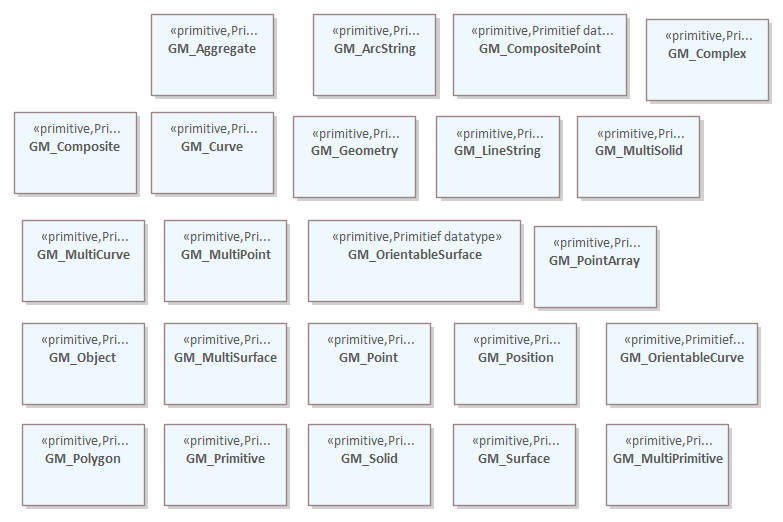 «primitive,Pri...
GM_Aggregate
«primitive,Pri...
GM_ArcString
«primitive,Primitief dat...
GM_CompositePoint
«primitive,Pri...
GM_Complex
«primitive,Pri...
GM_Composite
«primitive,Pri...
GM_Curve
«primitive,Pri...
GM_Geometry
«primitive,Pri...
GM_LineString
«primitive,Pri...
GM_MultiSolid
«primitive,Pri...
GM_MultiCurve
«primitive,Pri...
GM_MultiPoint
«primitive,Primitief datatype»
GM_OrientableSurface
«primitive,Pri...
GM_PointArray
«primitive,Pri...
GM_Object
«primitive,Pri...
GM_MultiSurface
«primitive,Pri...
GM_Point
«primitive,Pri...
GM_Position
«primitive,Primitief...
GM_OrientableCurve
«primitive,Pri...
GM_Polygon
«primitive,Pri...
GM_Primitive
«primitive,Pri...
GM_Solid
«primitive,Pri...
GM_Surface
«primitive,Pri...
GM_MultiPrimitive